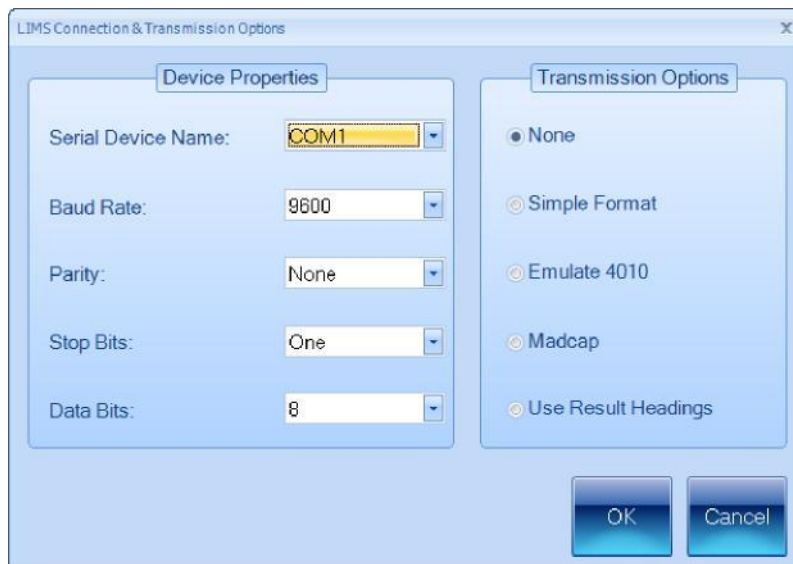 LIMS Connection & Transmission Options
x
Device Properties
Serial Device Name: COM1
Baud Rate: 9600
Parity: None
Stop Bits: One
Data Bits: 8
Transmission Options
None
Simple Format
Emulate 4010
Madcap
Use Result Headings
OK Cancel